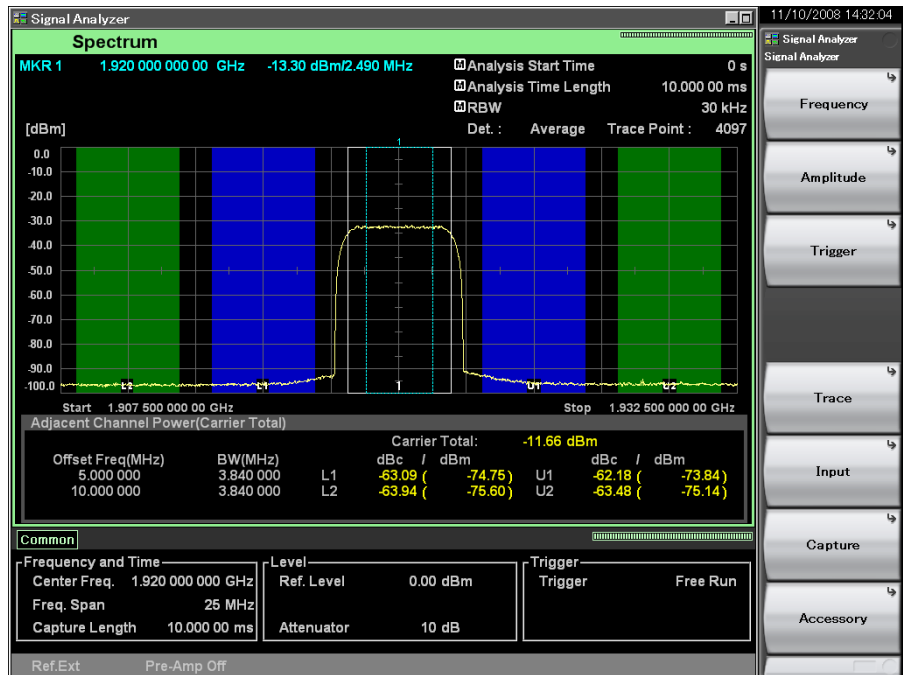 Signal Analyzer
11/10/2008 14:32:04
Spectrum
MKR 1 1.920 000 000 00 GHz -13.30 dBm/2.490 MHz
Analysis Start Time 0 s
Analysis Time Length 10.000 00 ms
RBW 30 kHz
[dBm] Det. : Average Trace Point : 4097
1
0.0
-10.0
-20.0
-30.0
-40.0
-50.0
-60.0
-70.0
-80.0
-90.0
-100.0
L2 L1 1 U1 U2
Start 1.907 500 000 00 GHz Stop 1.932 500 000 00 GHz
Adjacent Channel Power(Carrier Total)
Carrier Total: -11.66 dBm
Offset Freq(MHz) BW(MHz) dBc / dBm dBc / dBm
5.000 000 3.840 000 L1 -63.09 ( -74.75) U1 -62.18 ( -73.84)
10.000 000 3.840 000 L2 -63.94 ( -75.60) U2 -63.48 ( -75.14)
Common
Frequency and Time
Center Freq. 1.920 000 000 GHz
Freq. Span 25 MHz
Capture Length 10.000 00 ms
Level
Ref. Level 0.00 dBm
Attenuator 10 dB
Trigger
Trigger Free Run
Ref.Ext Pre-Amp Off
Signal Analyzer
Signal Analyzer
Frequency
Amplitude
Trigger
Trace
Input
Capture
Accessory